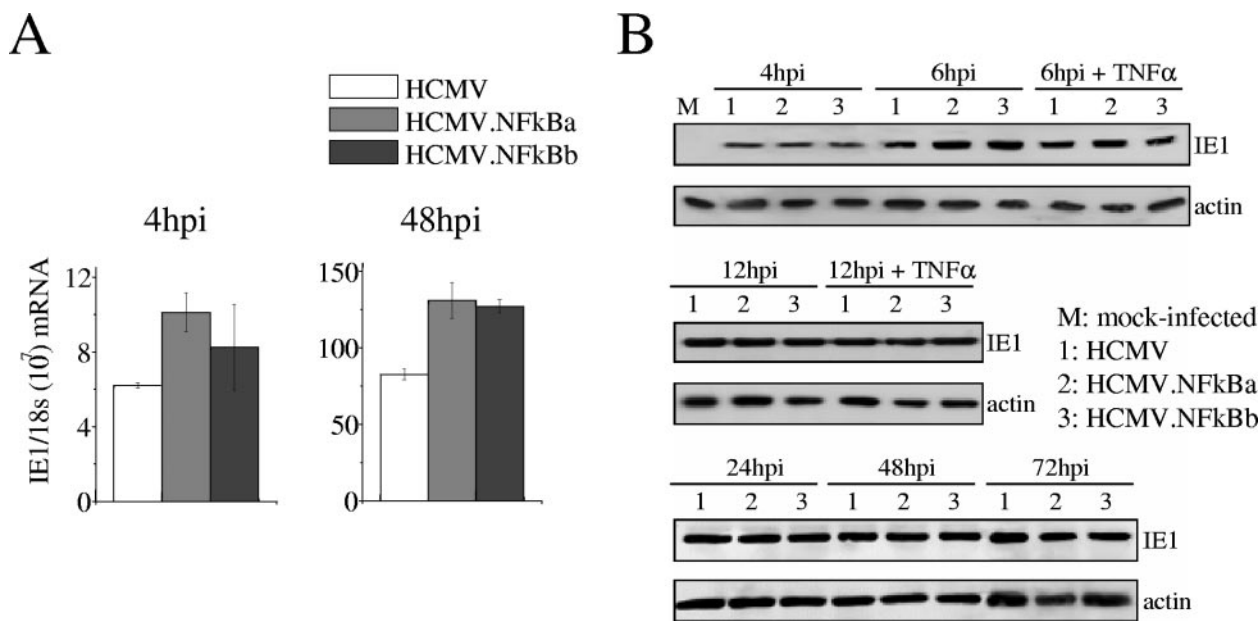 A
HCMV
HCMV.NFkBa
HCMV.NFkBb
4hpi
48hpi
IE1/18s (10⁷) mRNA
12
8
4
0
150
100
50
0
B
4hpi 6hpi 6hpi + TNFα
M 1 2 3 1 2 3 1 2 3
IE1
actin
12hpi 12hpi + TNFα
1 2 3 1 2 3
IE1
actin
M: mock-infected
1: HCMV
2: HCMV.NFkBa
3: HCMV.NFkBb
24hpi 48hpi 72hpi
1 2 3 1 2 3 1 2 3
IE1
actin